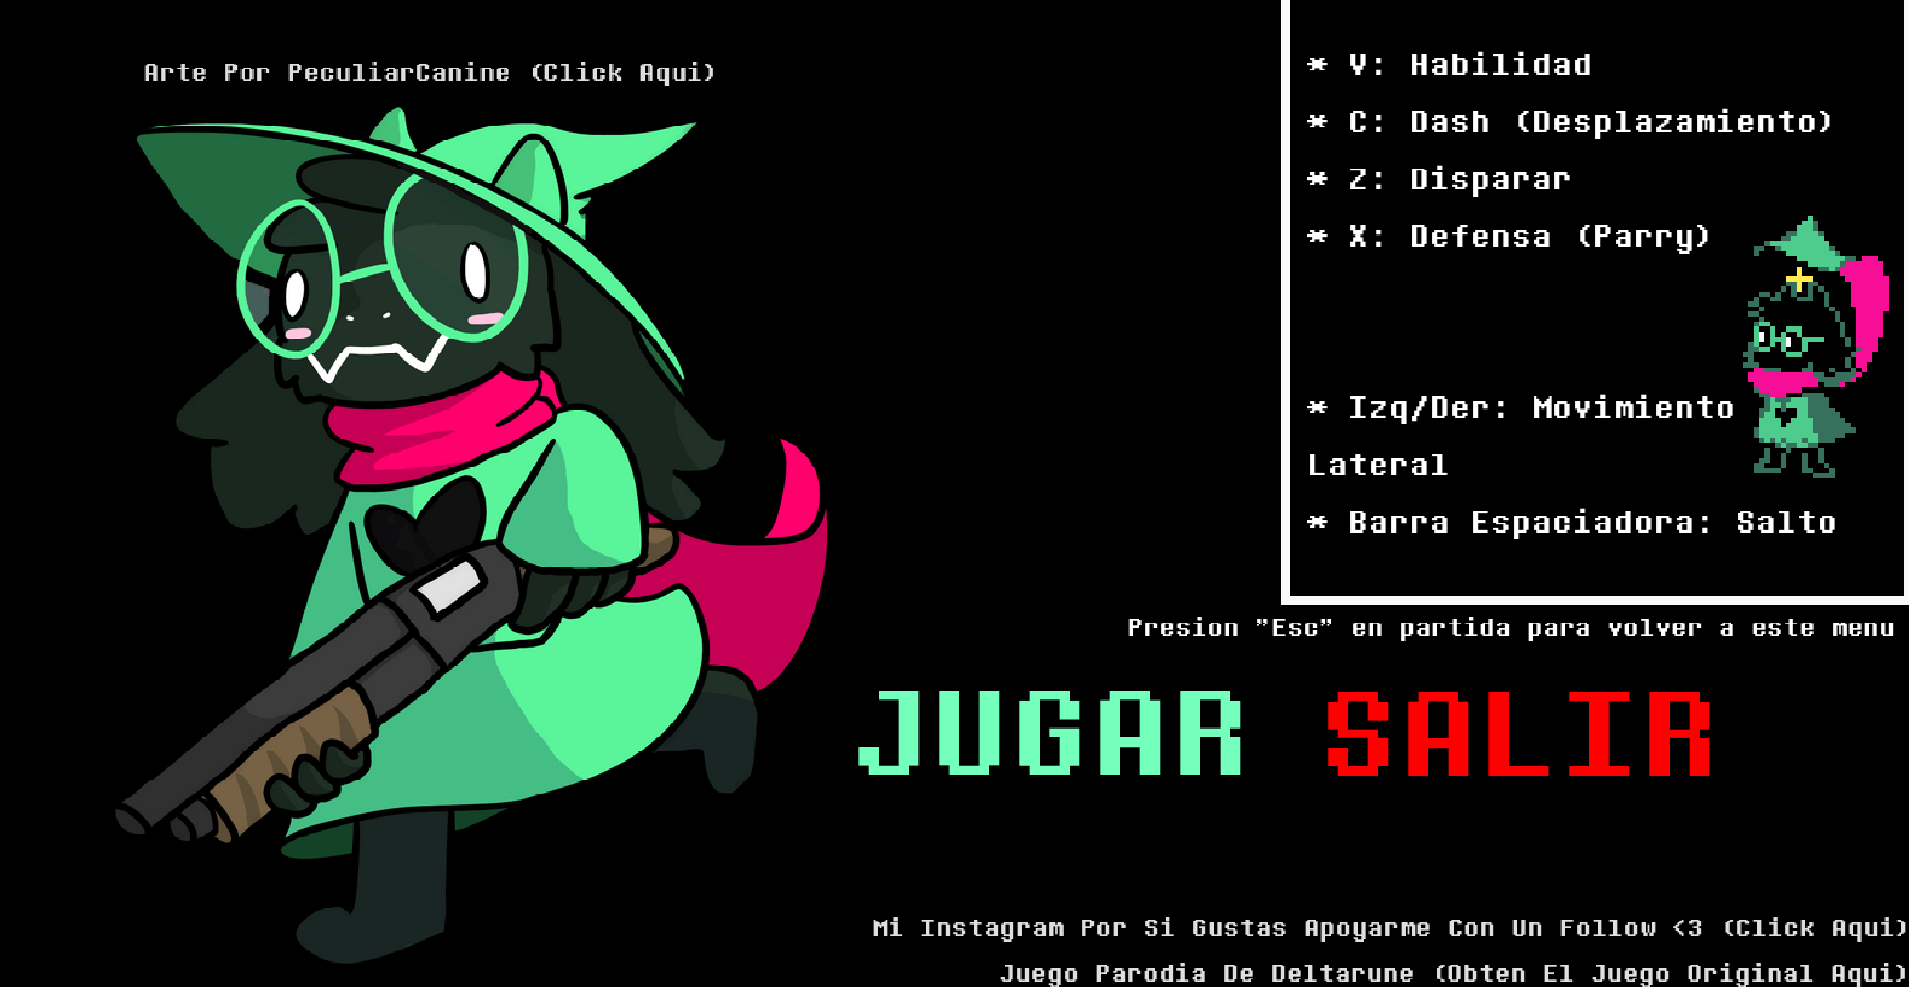 Arte Por PeculiarCanine (Click Aqui)
* V: Habilidad
* C: Dash (Desplazamiento)
* Z: Disparar
* X: Defensa (Parry)
* Izq/Der: Movimiento
Lateral
* Barra Espaciadora: Salto
Presion "Esc" en partida para volver a este menu
JUGAR SALIR
Mi Instagram Por Si Gustas Apoyarme Con Un Follow <3 (Click Aqui)
Juego Parodia De Deltarune (Obten El Juego Original Aqui)